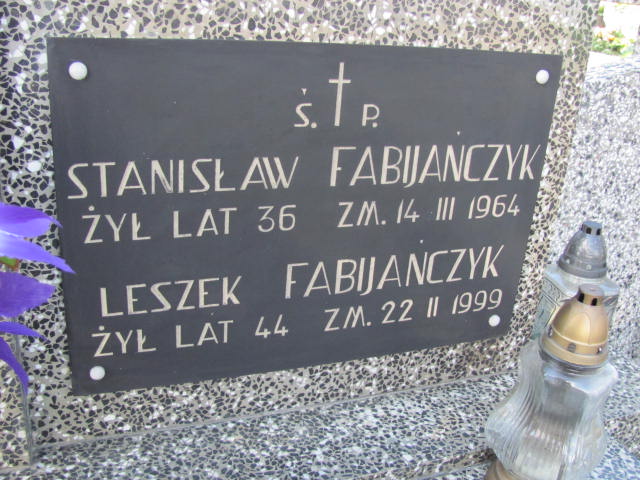 Ś. P.
STANISŁAW FABIJAŃCZYK
ŻYŁ LAT 36 ZM. 14 III 1964
LESZEK FABIJAŃCZYK
ŻYŁ LAT 44 ZM. 22 II 1999